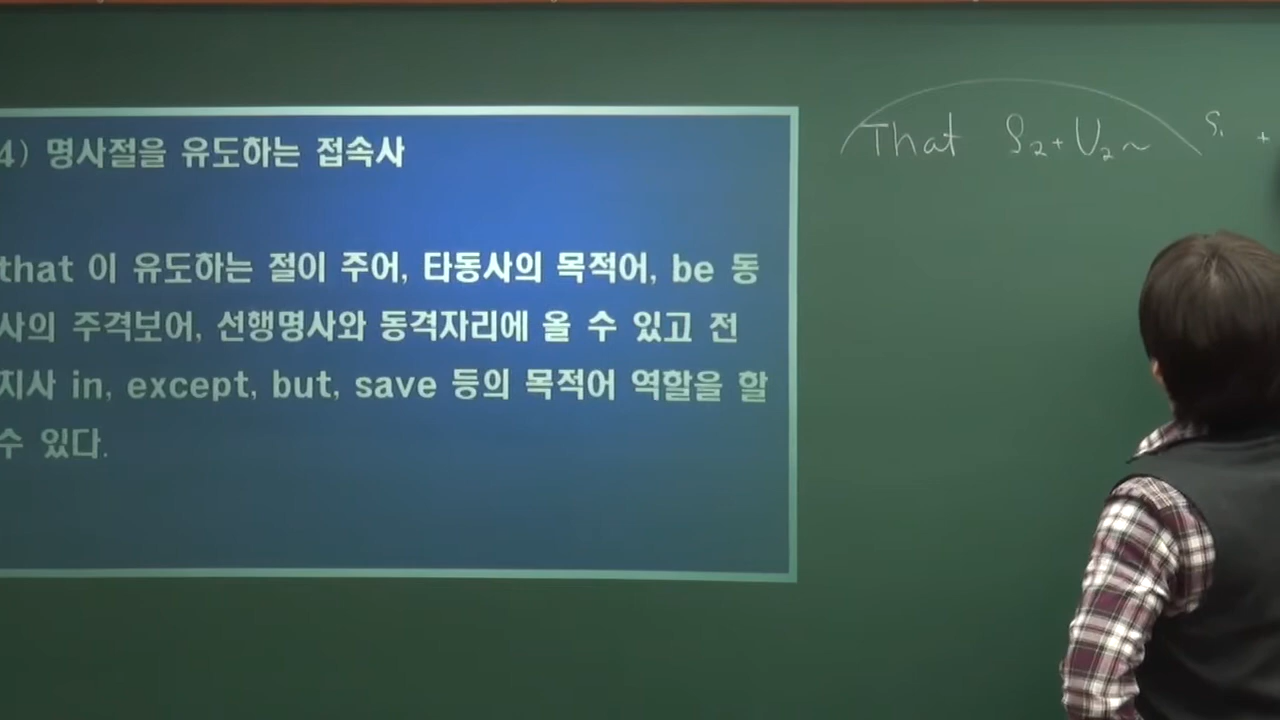 4) 명사절을 유도하는 접속사
that 이 유도하는 절이 주어, 타동사의 목적어, be 동
사의 주격보어, 선행명사와 동격자리에 올 수 있고 전
치사 in, except, but, save 등의 목적어 역할을 할
수 있다.
That S₂+V₂~ S₁ +